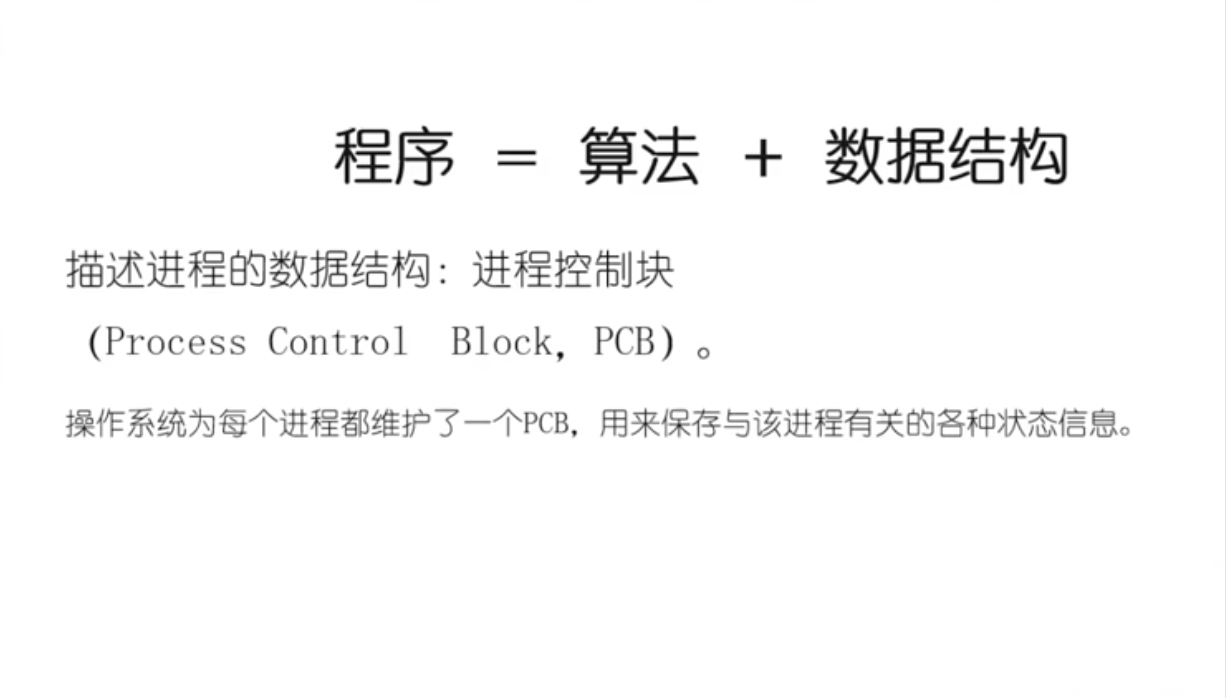 程序 = 算法 + 数据结构
描述进程的数据结构：进程控制块
（Process Control Block，PCB）。
操作系统为每个进程都维护了一个PCB，用来保存与该进程有关的各种状态信息。